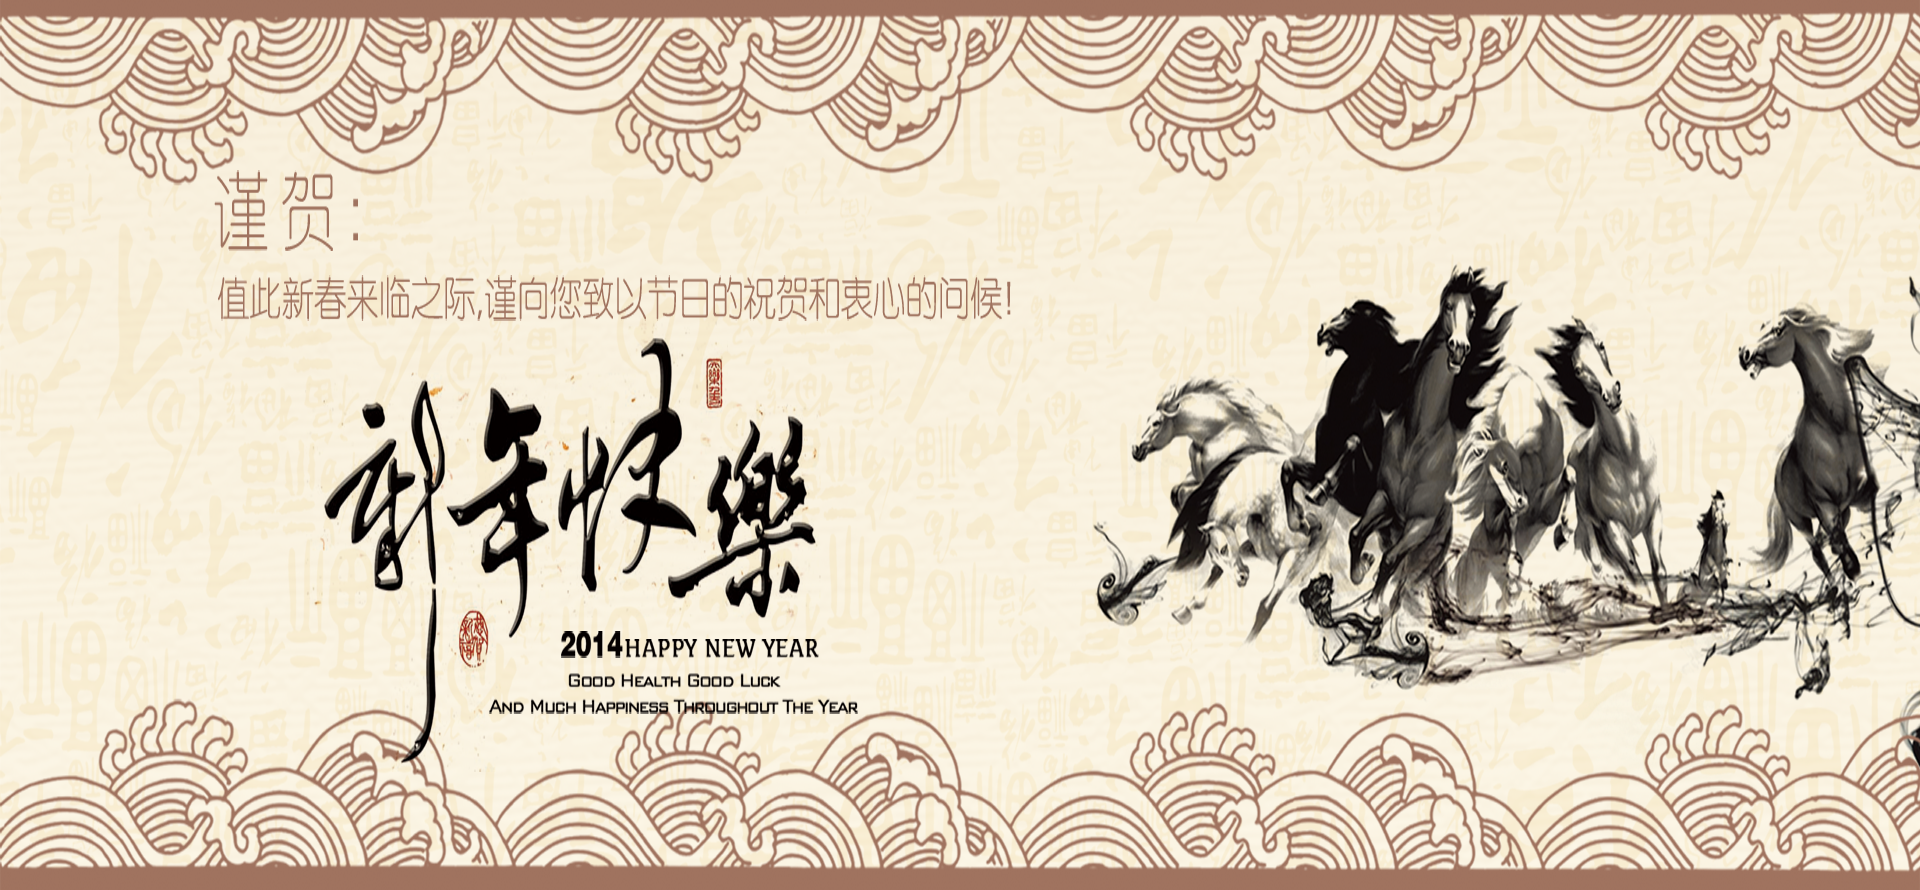 谨贺:
值此新春来临之际,谨向您致以节日的祝贺和衷心的问候!
新年快樂
2014 HAPPY NEW YEAR
GOOD HEALTH GOOD LUCK
AND MUCH HAPPINESS THROUGHOUT THE YEAR